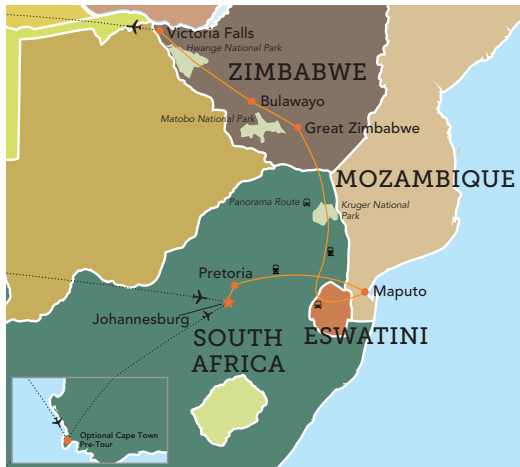 Victoria Falls
Hwange National Park
ZIMBABWE
Bulawayo
Matobo National Park
Great Zimbabwe
MOZAMBIQUE
Panorama Route
Kruger National
Park
Pretoria
Maputo
Johannesburg
SOUTH
AFRICA
ESWATINI
Optional Cape Town
Pre-Tour